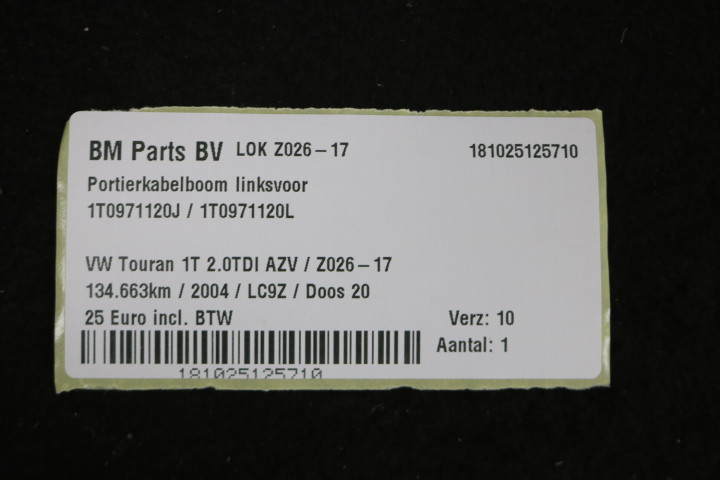 BM Parts BV LOK Z026-17 181025125710
Portierkabelboom linksvoor
1T0971120J / 1T0971120L
VW Touran 1T 2.0TDI AZV / Z026-17
134.663km / 2004 / LC9Z / Doos 20
25 Euro incl. BTW Verz: 10
Aantal: 1
181025125710